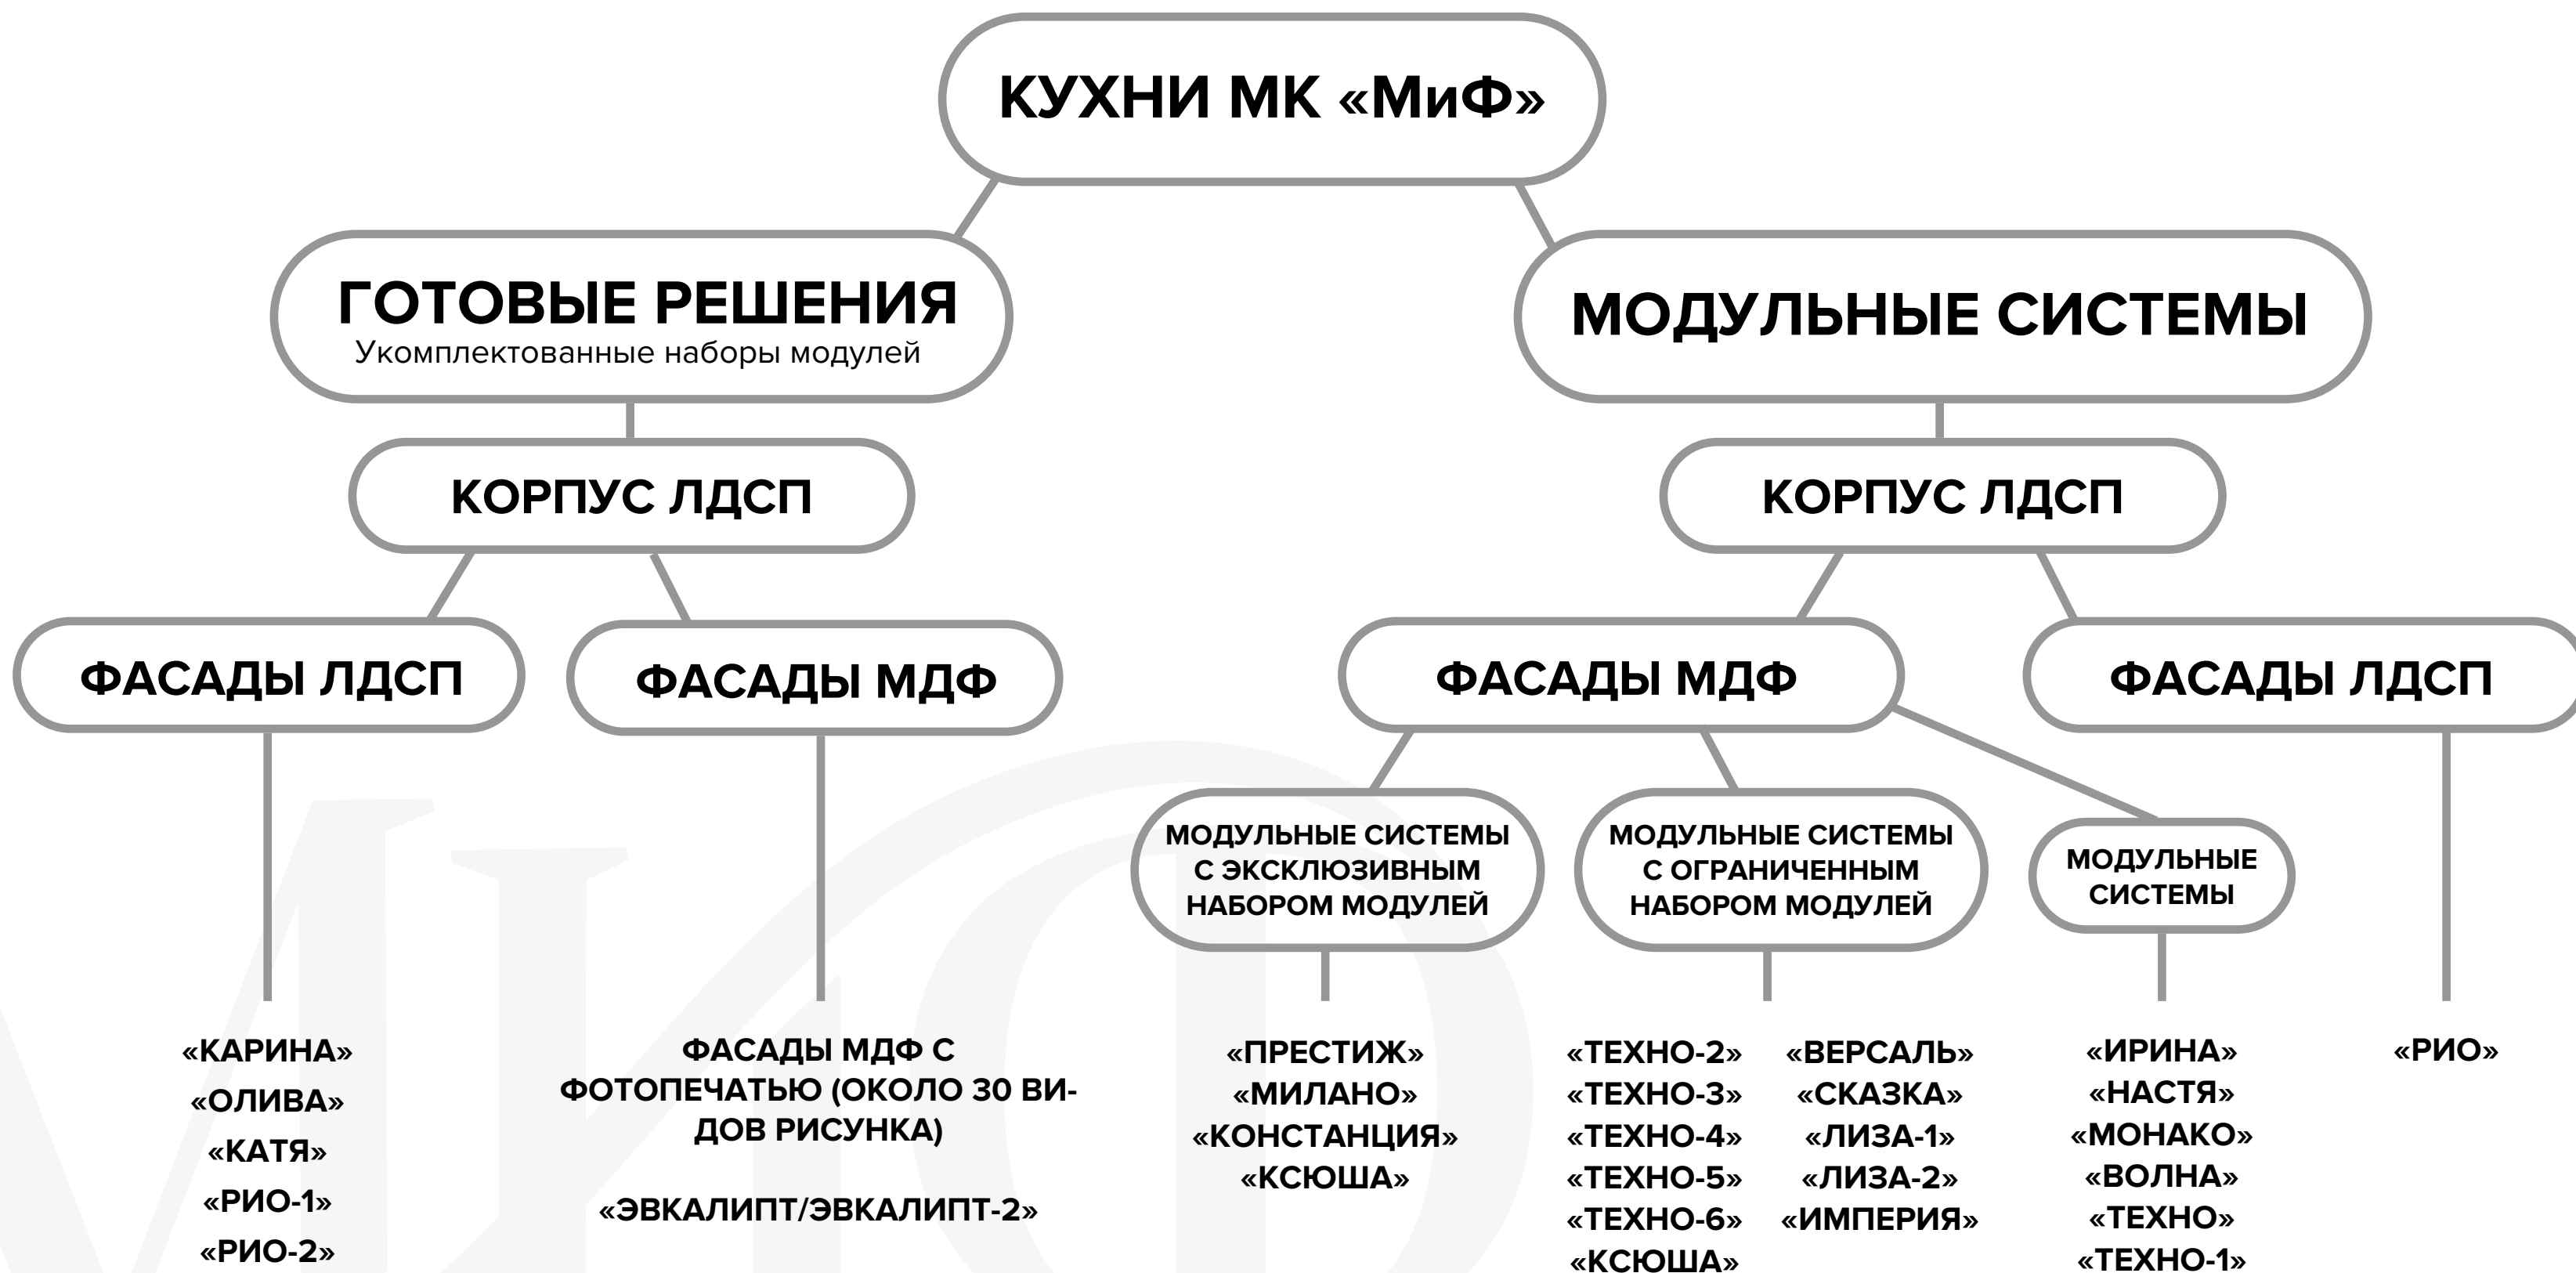 КУХНИ МК «МиФ»
ГОТОВЫЕ РЕШЕНИЯ
Укомплектованные наборы модулей
МОДУЛЬНЫЕ СИСТЕМЫ
КОРПУС ЛДСП
КОРПУС ЛДСП
ФАСАДЫ ЛДСП
ФАСАДЫ МДФ
ФАСАДЫ МДФ
ФАСАДЫ ЛДСП
МОДУЛЬНЫЕ СИСТЕМЫ
С ЭКСКЛЮЗИВНЫМ
НАБОРОМ МОДУЛЕЙ
МОДУЛЬНЫЕ СИСТЕМЫ
С ОГРАНИЧЕННЫМ
НАБОРОМ МОДУЛЕЙ
МОДУЛЬНЫЕ
СИСТЕМЫ
«КАРИНА»
«ОЛИВА»
«КАТЯ»
«РИО-1»
«РИО-2»
ФАСАДЫ МДФ С
ФОТОПЕЧАТЬЮ (ОКОЛО 30 ВИ-
ДОВ РИСУНКА)
«ЭВКАЛИПТ/ЭВКАЛИПТ-2»
«ПРЕСТИЖ»
«МИЛАНО»
«КОНСТАНЦИЯ»
«КСЮША»
«ТЕХНО-2»
«ТЕХНО-3»
«ТЕХНО-4»
«ТЕХНО-5»
«ТЕХНО-6»
«КСЮША»
«ВЕРСАЛЬ»
«СКАЗКА»
«ЛИЗА-1»
«ЛИЗА-2»
«ИМПЕРИЯ»
«ИРИНА»
«НАСТЯ»
«МОНАКО»
«ВОЛНА»
«ТЕХНО»
«ТЕХНО-1»
«РИО»
МИФ